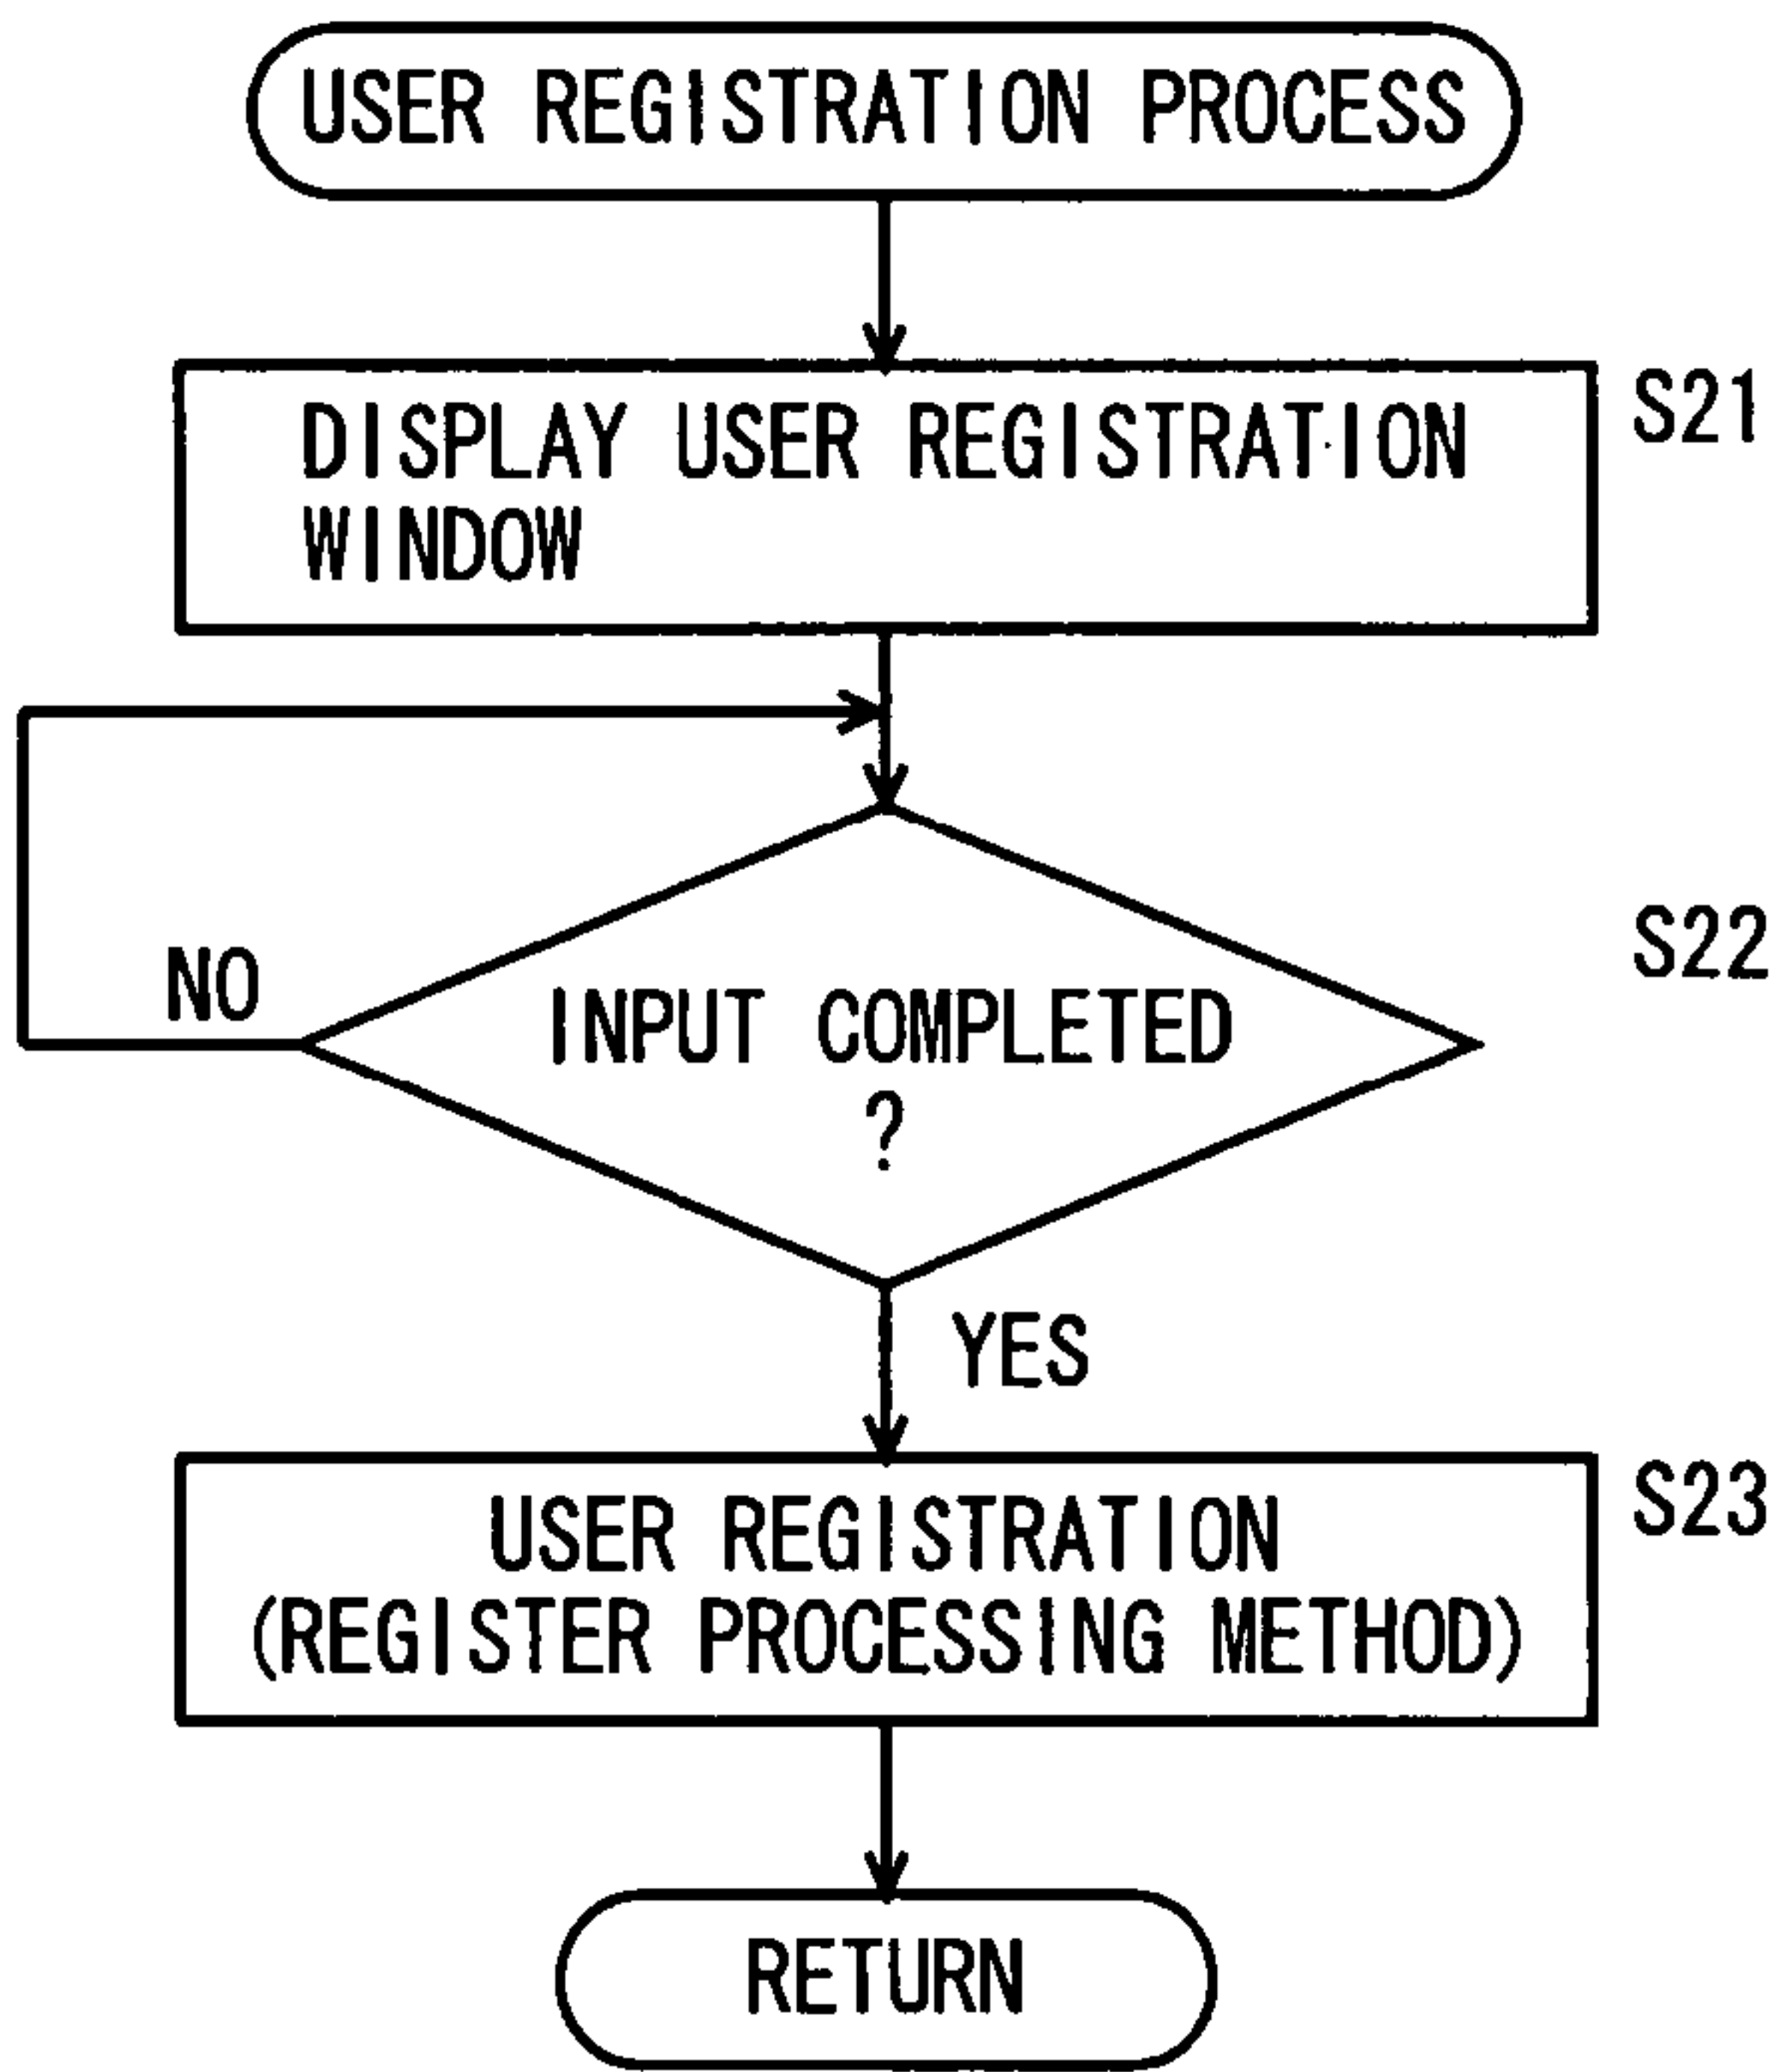 USER REGISTRATION PROCESS
S21
DISPLAY USER REGISTRATION
WINDOW
S22
NO
INPUT COMPLETED
?
YES
S23
USER REGISTRATION
(REGISTER PROCESSING METHOD)
RETURN